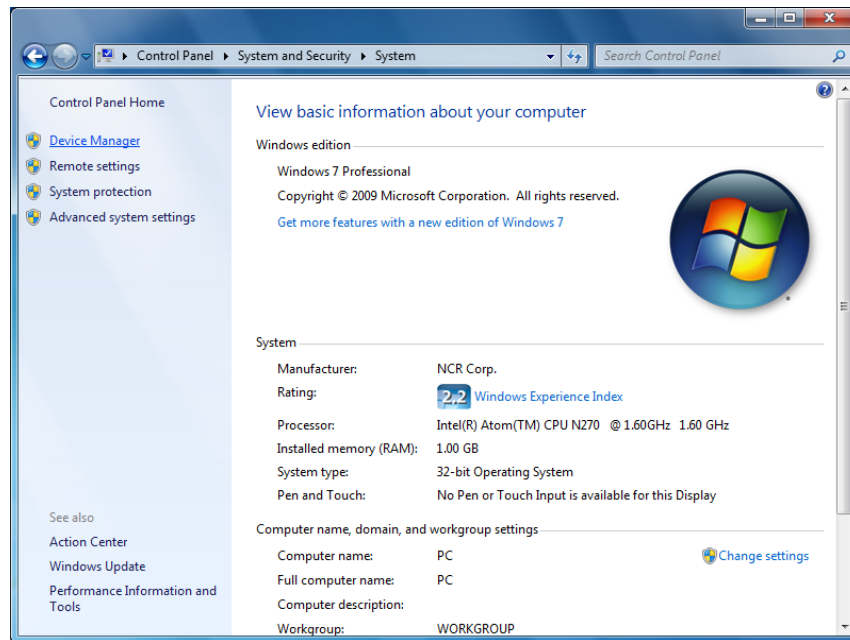 Control Panel ▸ System and Security ▸ System
Search Control Panel
Control Panel Home
Device Manager
Remote settings
System protection
Advanced system settings
See also
Action Center
Windows Update
Performance Information and
Tools
View basic information about your computer
Windows edition
Windows 7 Professional
Copyright © 2009 Microsoft Corporation.  All rights reserved.
Get more features with a new edition of Windows 7
System
Manufacturer: NCR Corp.
Rating: 2.2 Windows Experience Index
Processor: Intel(R) Atom(TM) CPU N270   @ 1.60GHz  1.60 GHz
Installed memory (RAM): 1.00 GB
System type: 32-bit Operating System
Pen and Touch: No Pen or Touch Input is available for this Display
Computer name, domain, and workgroup settings
Computer name: PC
Change settings
Full computer name: PC
Computer description:
Workgroup: WORKGROUP